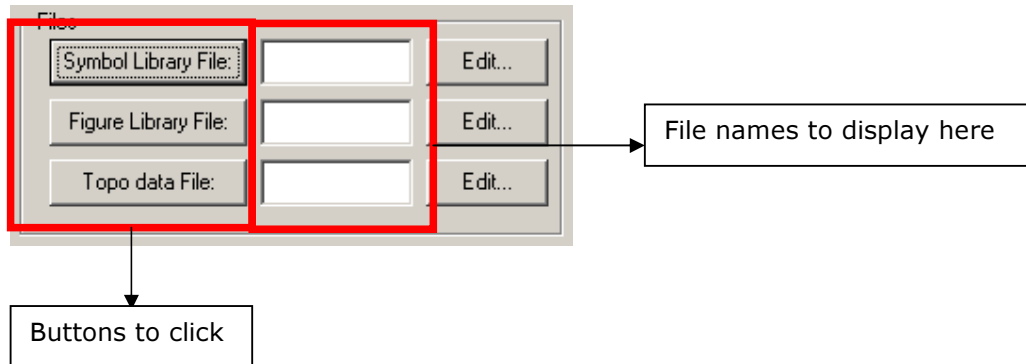 Files
Symbol Library File: Edit...
Figure Library File: Edit...
Topo data File: Edit...
File names to display here
Buttons to click